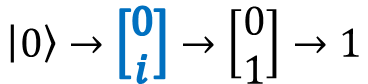 |0⟩ → [0 i] → [0 1] → 1